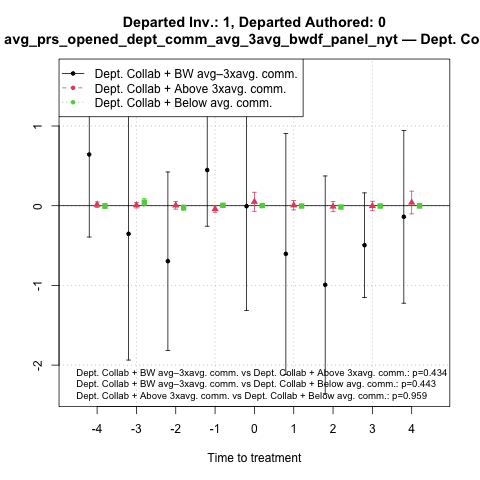 Departed Inv.: 1, Departed Authored: 0
avg_prs_opened_dept_comm_avg_3avg_bwdf_panel_nyt — Dept. Co
Dept. Collab + BW avg–3xavg. comm.
Dept. Collab + Above 3xavg. comm.
Dept. Collab + Below avg. comm.
1
0
-1
-2
Dept. Collab + BW avg–3xavg. comm. vs Dept. Collab + Above 3xavg. comm.: p=0.434
Dept. Collab + BW avg–3xavg. comm. vs Dept. Collab + Below avg. comm.: p=0.443
Dept. Collab + Above 3xavg. comm. vs Dept. Collab + Below avg. comm.: p=0.959
-4 -3 -2 -1 0 1 2 3 4
Time to treatment